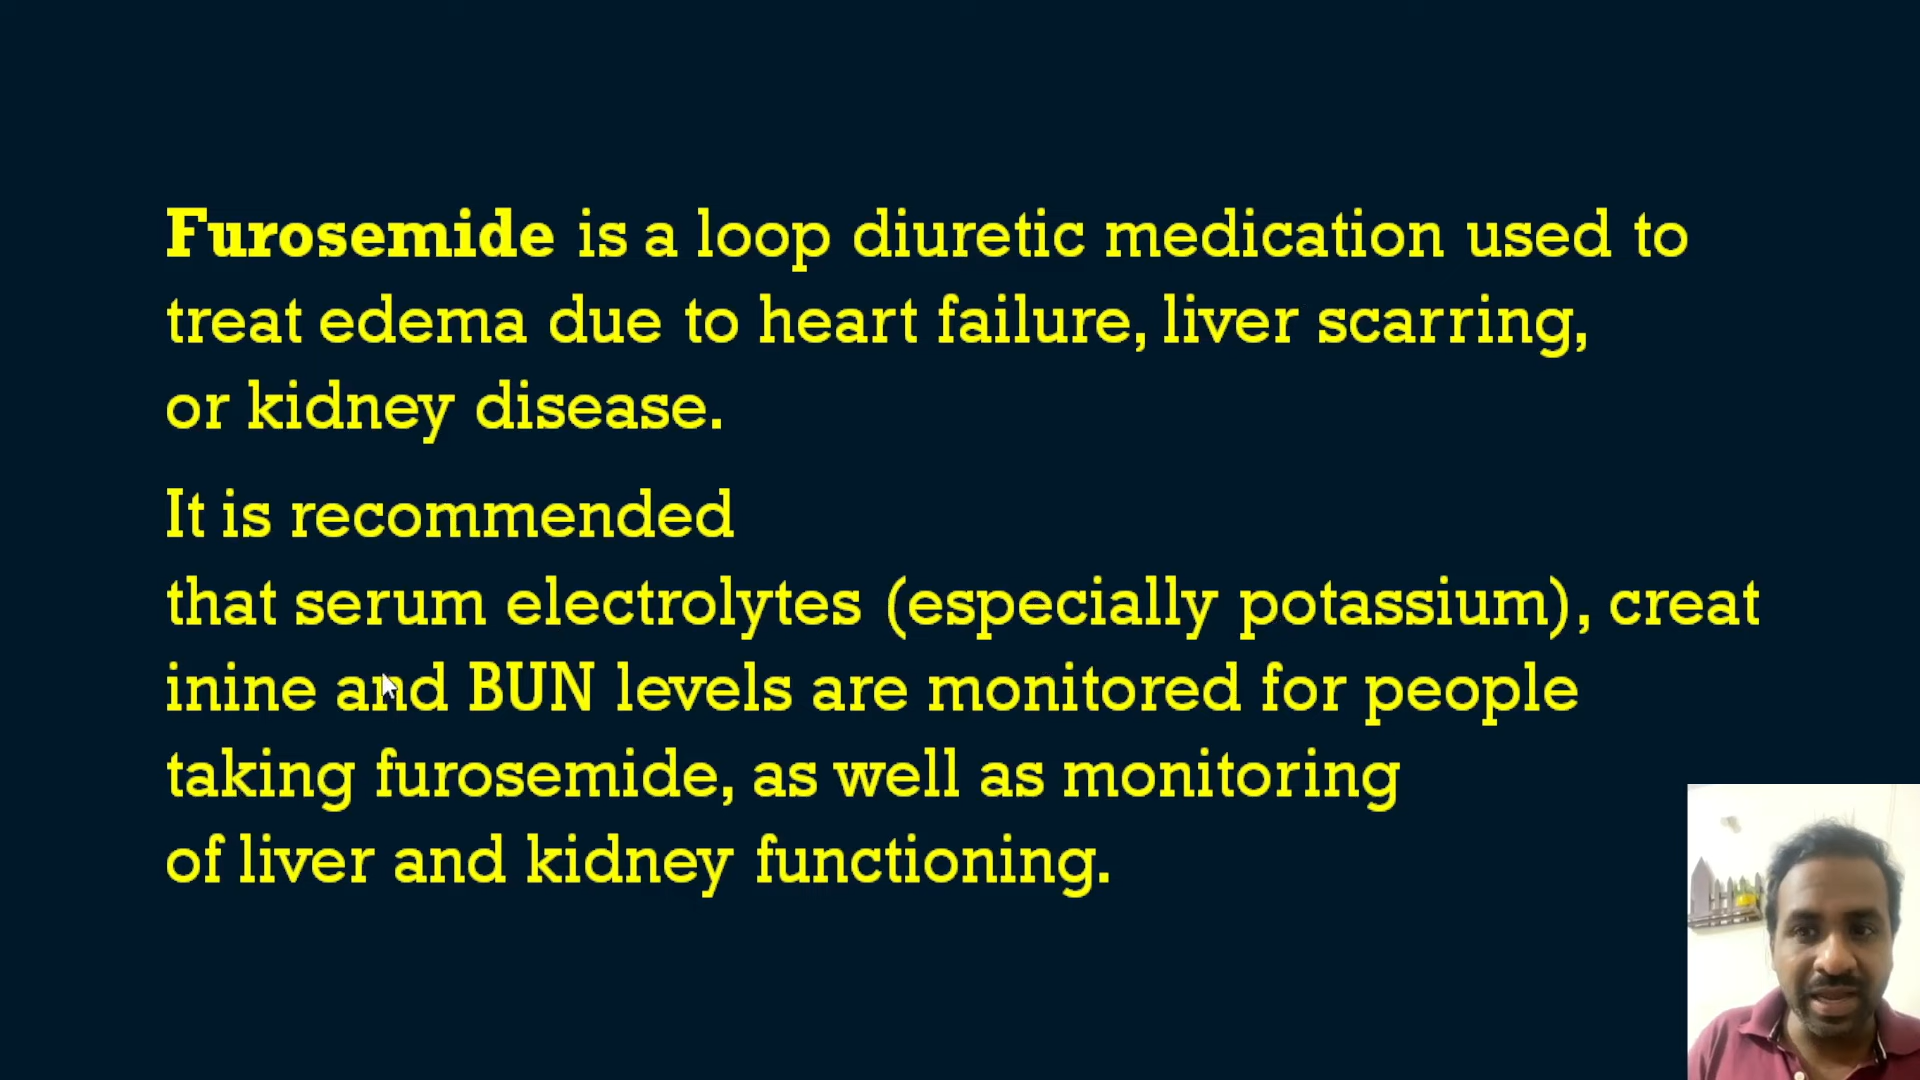 Furosemide is a loop diuretic medication used to
treat edema due to heart failure, liver scarring,
or kidney disease.
It is recommended
that serum electrolytes (especially potassium), creat
inine and BUN levels are monitored for people
taking furosemide, as well as monitoring
of liver and kidney functioning.